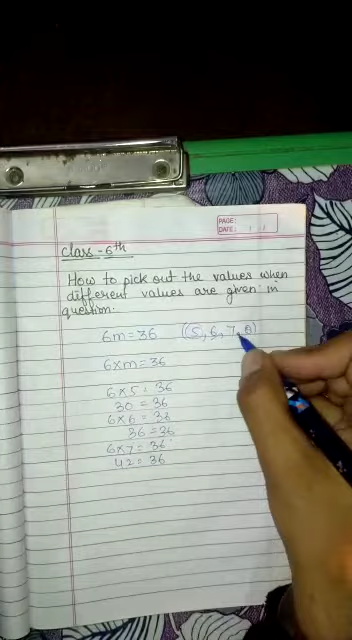 PAGE:
DATE: / /
Class - 6th
How to pick out the values when
different values are given in
question.
6m = 36 (5, 6, 7, 8)
6×m = 36
6×5 = 36
30 = 36
6×6 = 36
36 = 36
6×7 = 36
42 = 36